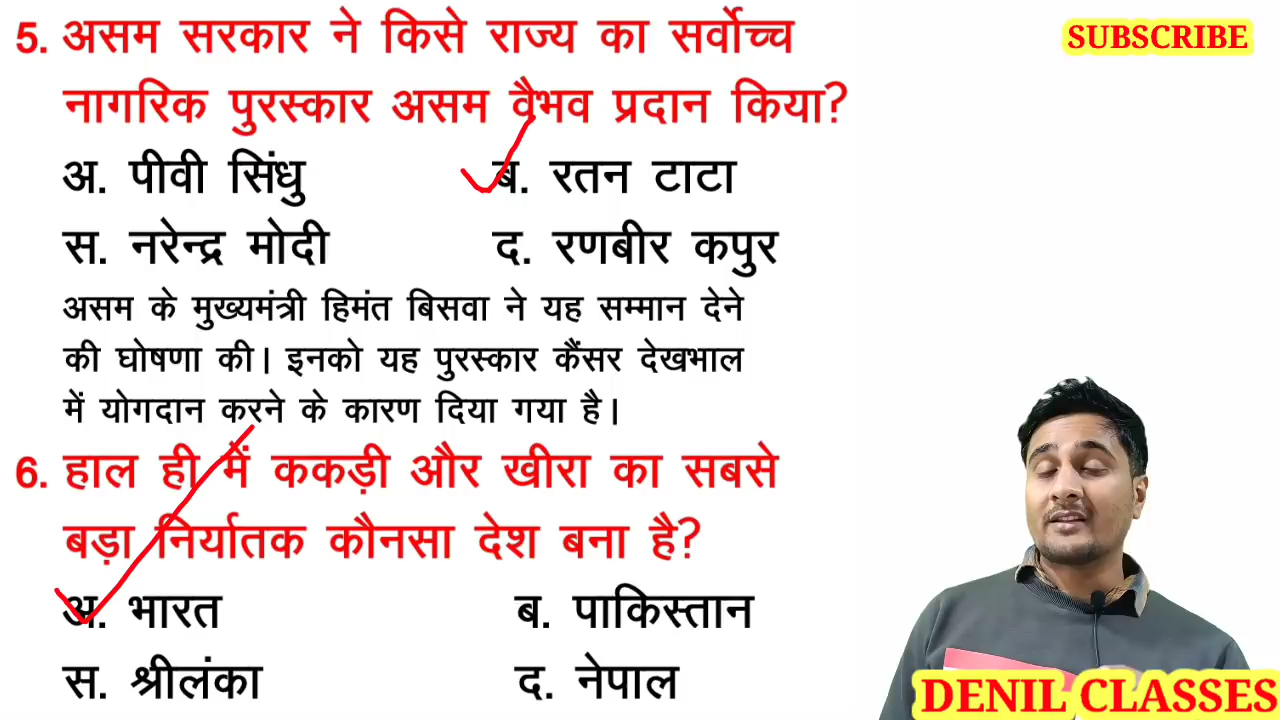 5. असम सरकार ने किसे राज्य का सर्वोच्च
नागरिक पुरस्कार असम वैभव प्रदान किया?
अ. पीवी सिंधु ब. रतन टाटा
स. नरेन्द्र मोदी द. रणबीर कपुर
असम के मुख्यमंत्री हिमंत बिसवा ने यह सम्मान देने
की घोषणा की। इनको यह पुरस्कार कैंसर देखभाल
में योगदान करने के कारण दिया गया है।
6. हाल ही में ककड़ी और खीरा का सबसे
बड़ा निर्यातक कौनसा देश बना है?
अ. भारत ब. पाकिस्तान
स. श्रीलंका द. नेपाल
SUBSCRIBE
DENIL CLASSES